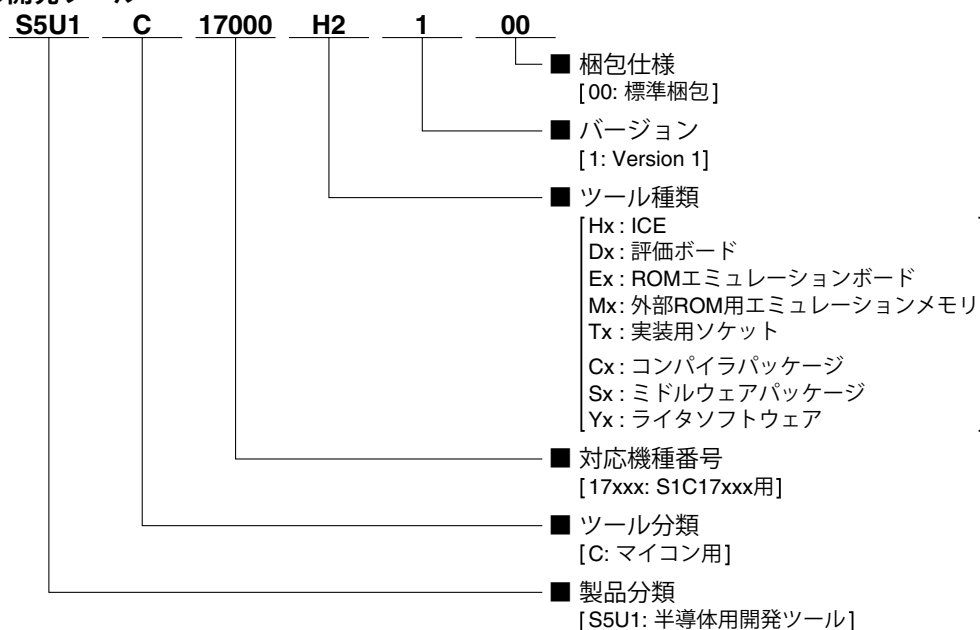 開発ツール
S5U1 C 17000 H2 1 00
■ 梱包仕様
[00: 標準梱包]
■ バージョン
[1: Version 1]
■ ツール種類
Hx : ICE
Dx : 評価ボード
Ex : ROMエミュレーションボード
Mx : 外部ROM用エミュレーションメモリ
Tx : 実装用ソケット
Cx : コンパイラパッケージ
Sx : ミドルウェアパッケージ
Yx : ライタソフトウェア
■ 対応機種番号
[17xxx: S1C17xxx用]
■ ツール分類
[C: マイコン用]
■ 製品分類
[S5U1: 半導体用開発ツール]